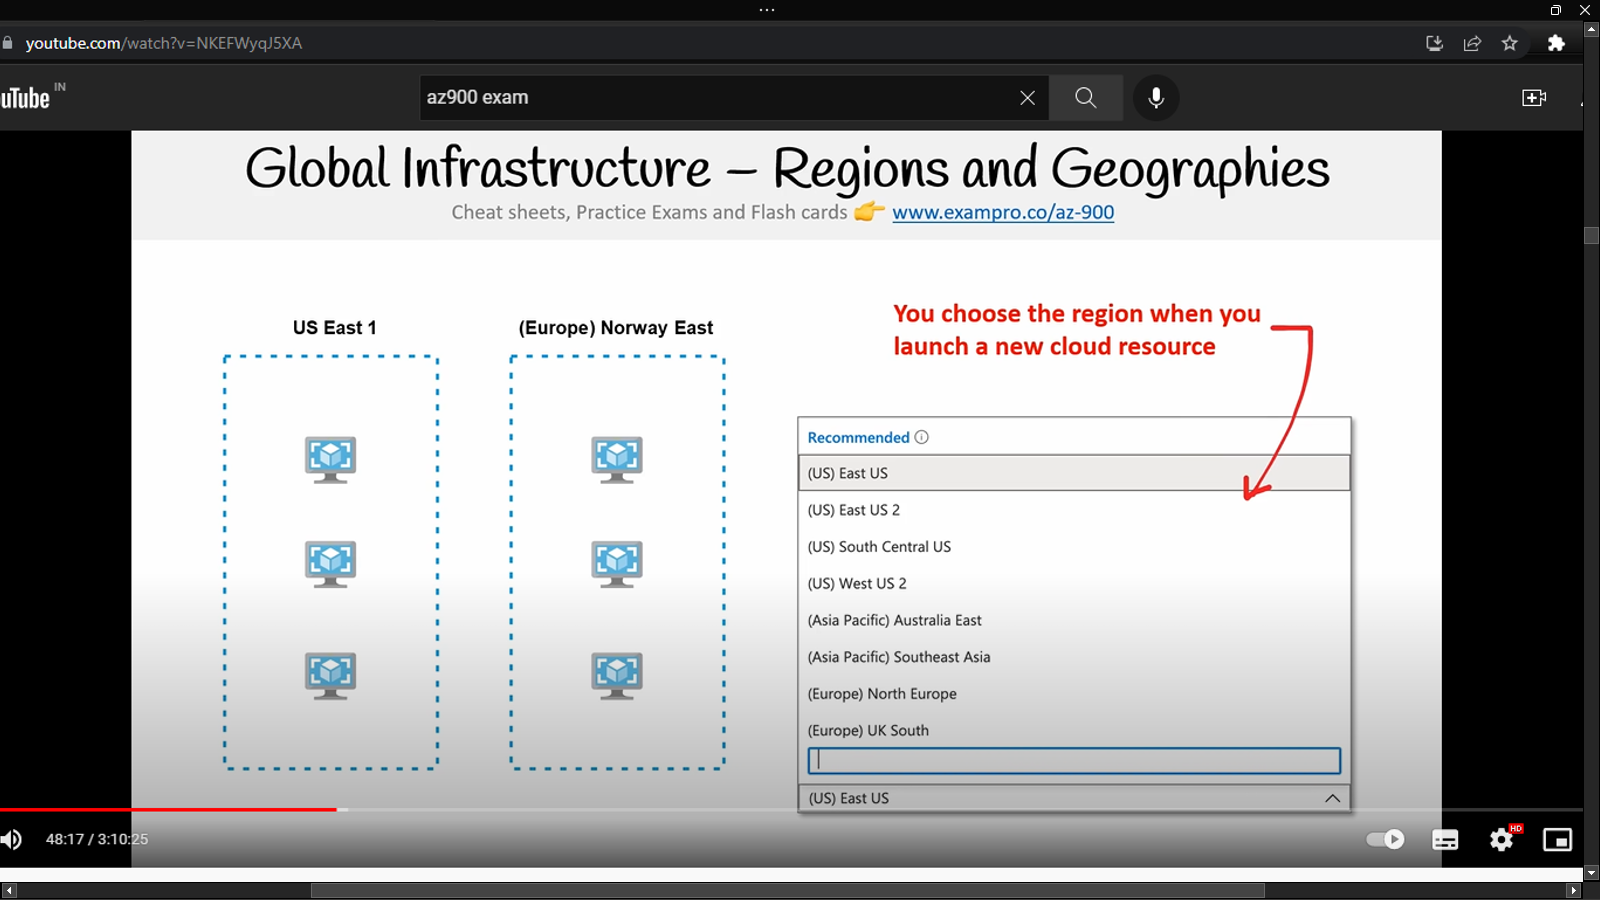 youtube.com/watch?v=NKEFWyqJ5XA
uTube IN
az900 exam
Global Infrastructure – Regions and Geographies
Cheat sheets, Practice Exams and Flash cards 👉 www.exampro.co/az-900
US East 1
(Europe) Norway East
You choose the region when you
launch a new cloud resource
Recommended
(US) East US
(US) East US 2
(US) South Central US
(US) West US 2
(Asia Pacific) Australia East
(Asia Pacific) Southeast Asia
(Europe) North Europe
(Europe) UK South
(US) East US
48:17 / 3:10:25
HD